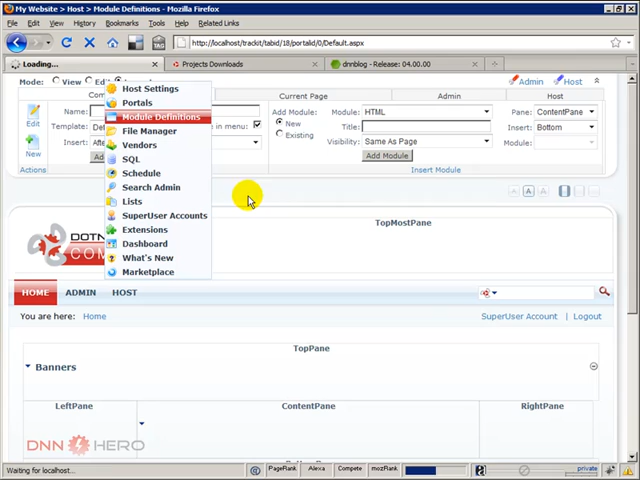 My Website > Host > Module Definitions - Mozilla Firefox
File Edit View History Bookmarks Tools Help Related Links
http://localhost/trackit/tabid/18/portalid/0/Default.aspx
Loading... Projects Downloads dnnblog - Release: 04.00.00
Mode: View Edit Admin Host
Current Page Admin Host
Name: Add Module: Module: HTML Pane: ContentPane
Edit New Title: Insert: Bottom
Template: in menu: Existing Visibility: Same As Page Module:
New Insert: Add Module
Actions Insert Module
Host Settings
Portals
Module Definitions
File Manager
Vendors
SQL
Schedule
Search Admin
Lists
SuperUser Accounts
Extensions
Dashboard
What's New
Marketplace
TopMostPane
HOME ADMIN HOST
You are here: Home SuperUser Account | Logout
TopPane
Banners
LeftPane ContentPane RightPane
DNN HERO
Waiting for localhost... PageRank Alexa Compete mozRank private